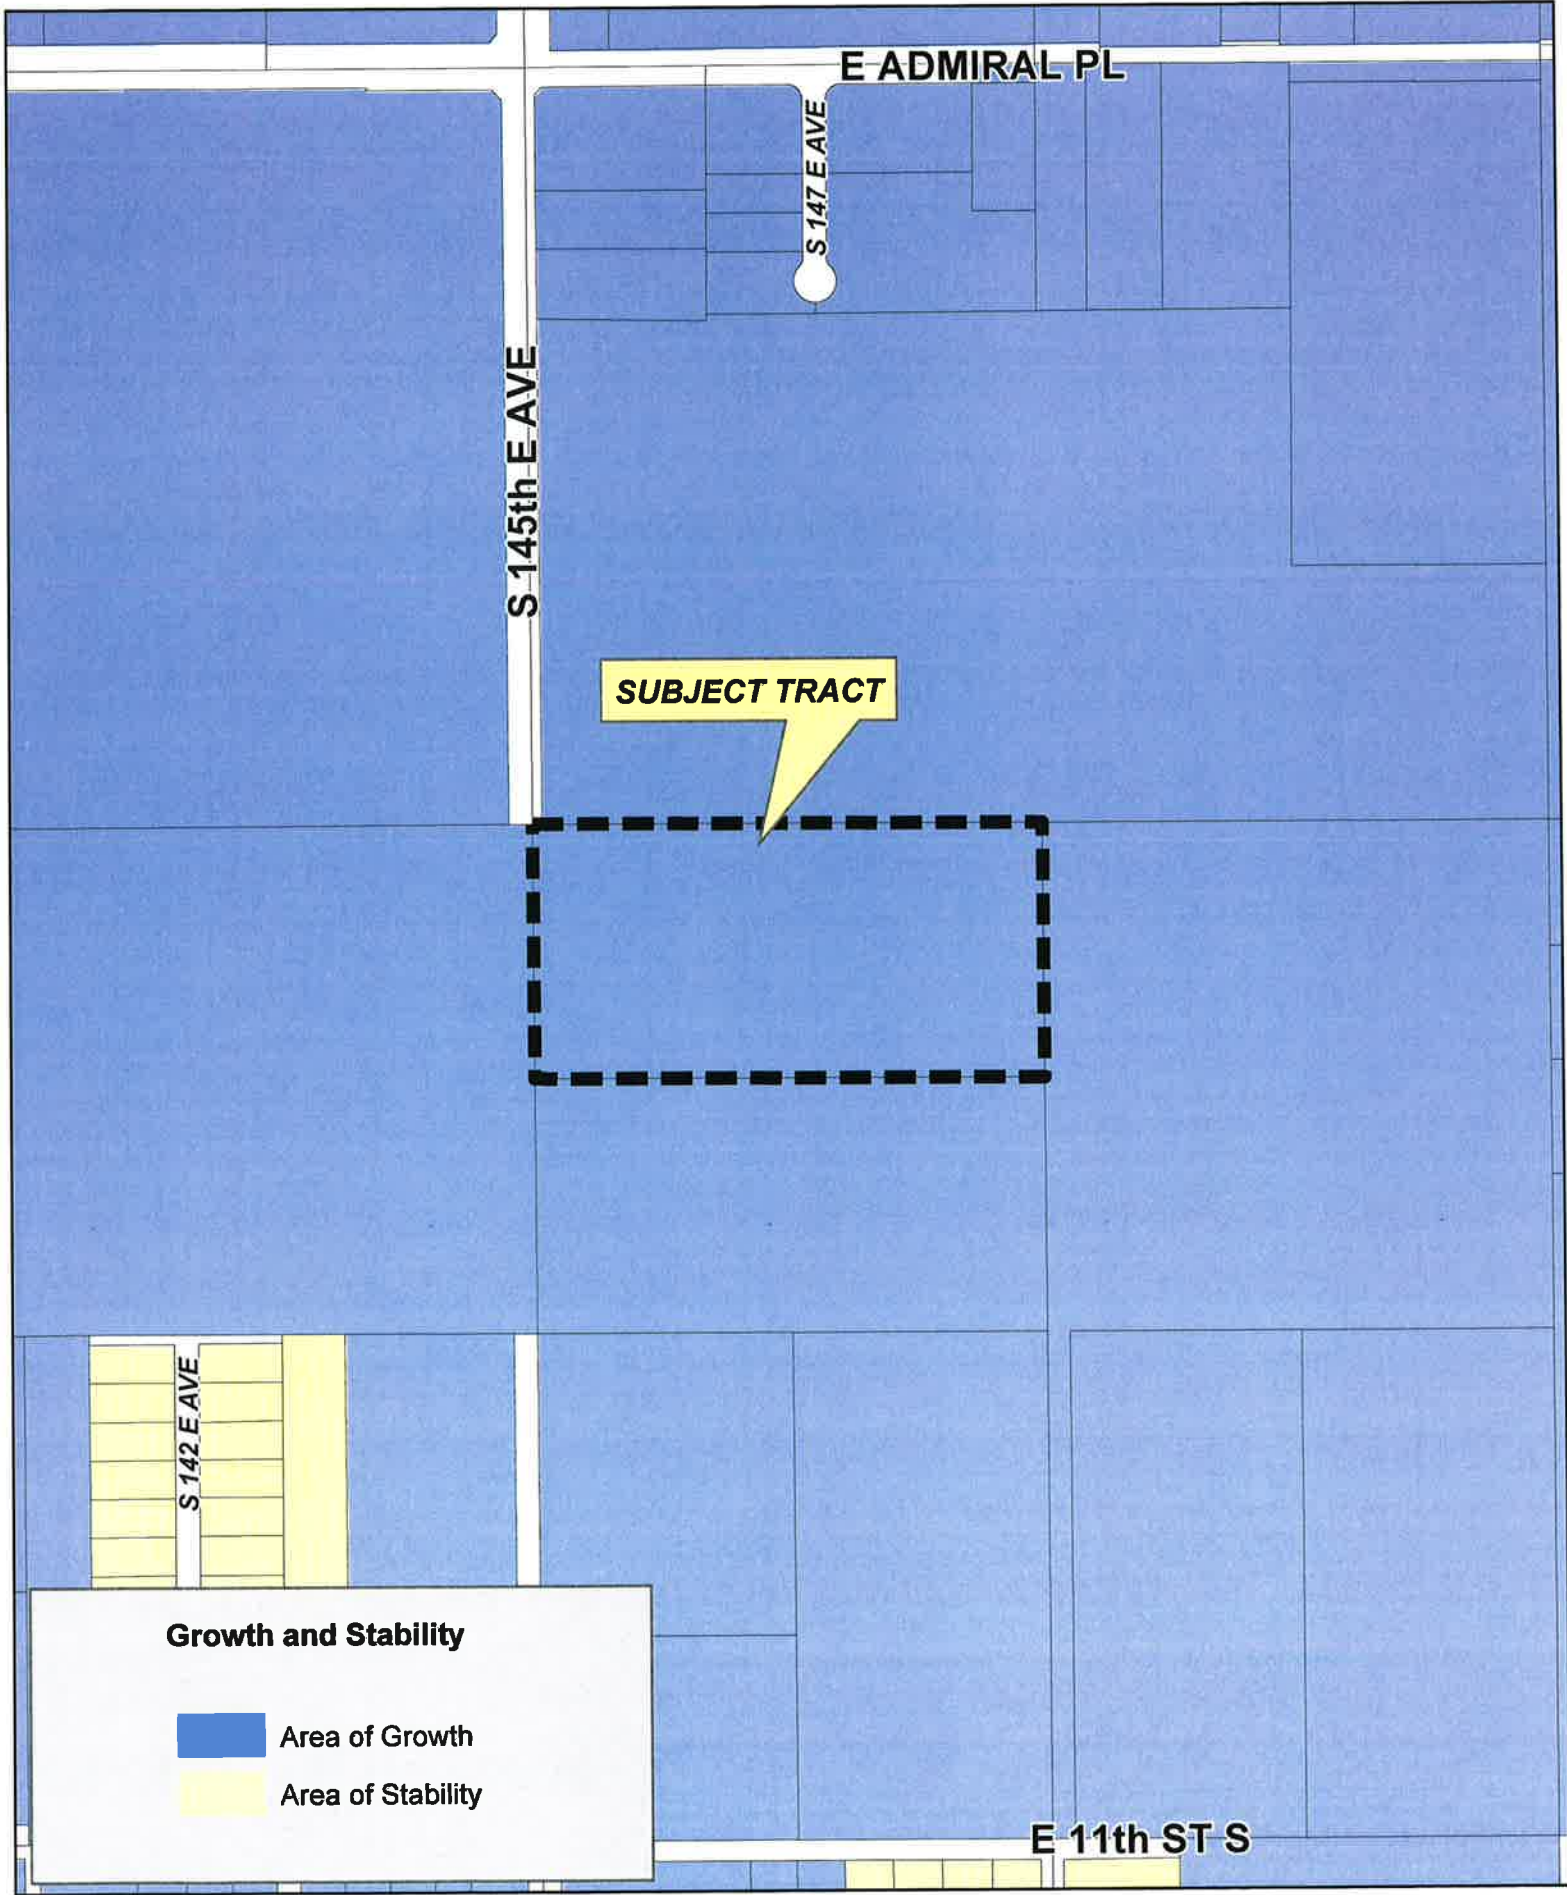 E ADMIRAL PL
S 147 E AVE
S 145th E AVE
SUBJECT TRACT
S 142 E AVE
Growth and Stability
Area of Growth
Area of Stability
E 11th ST S